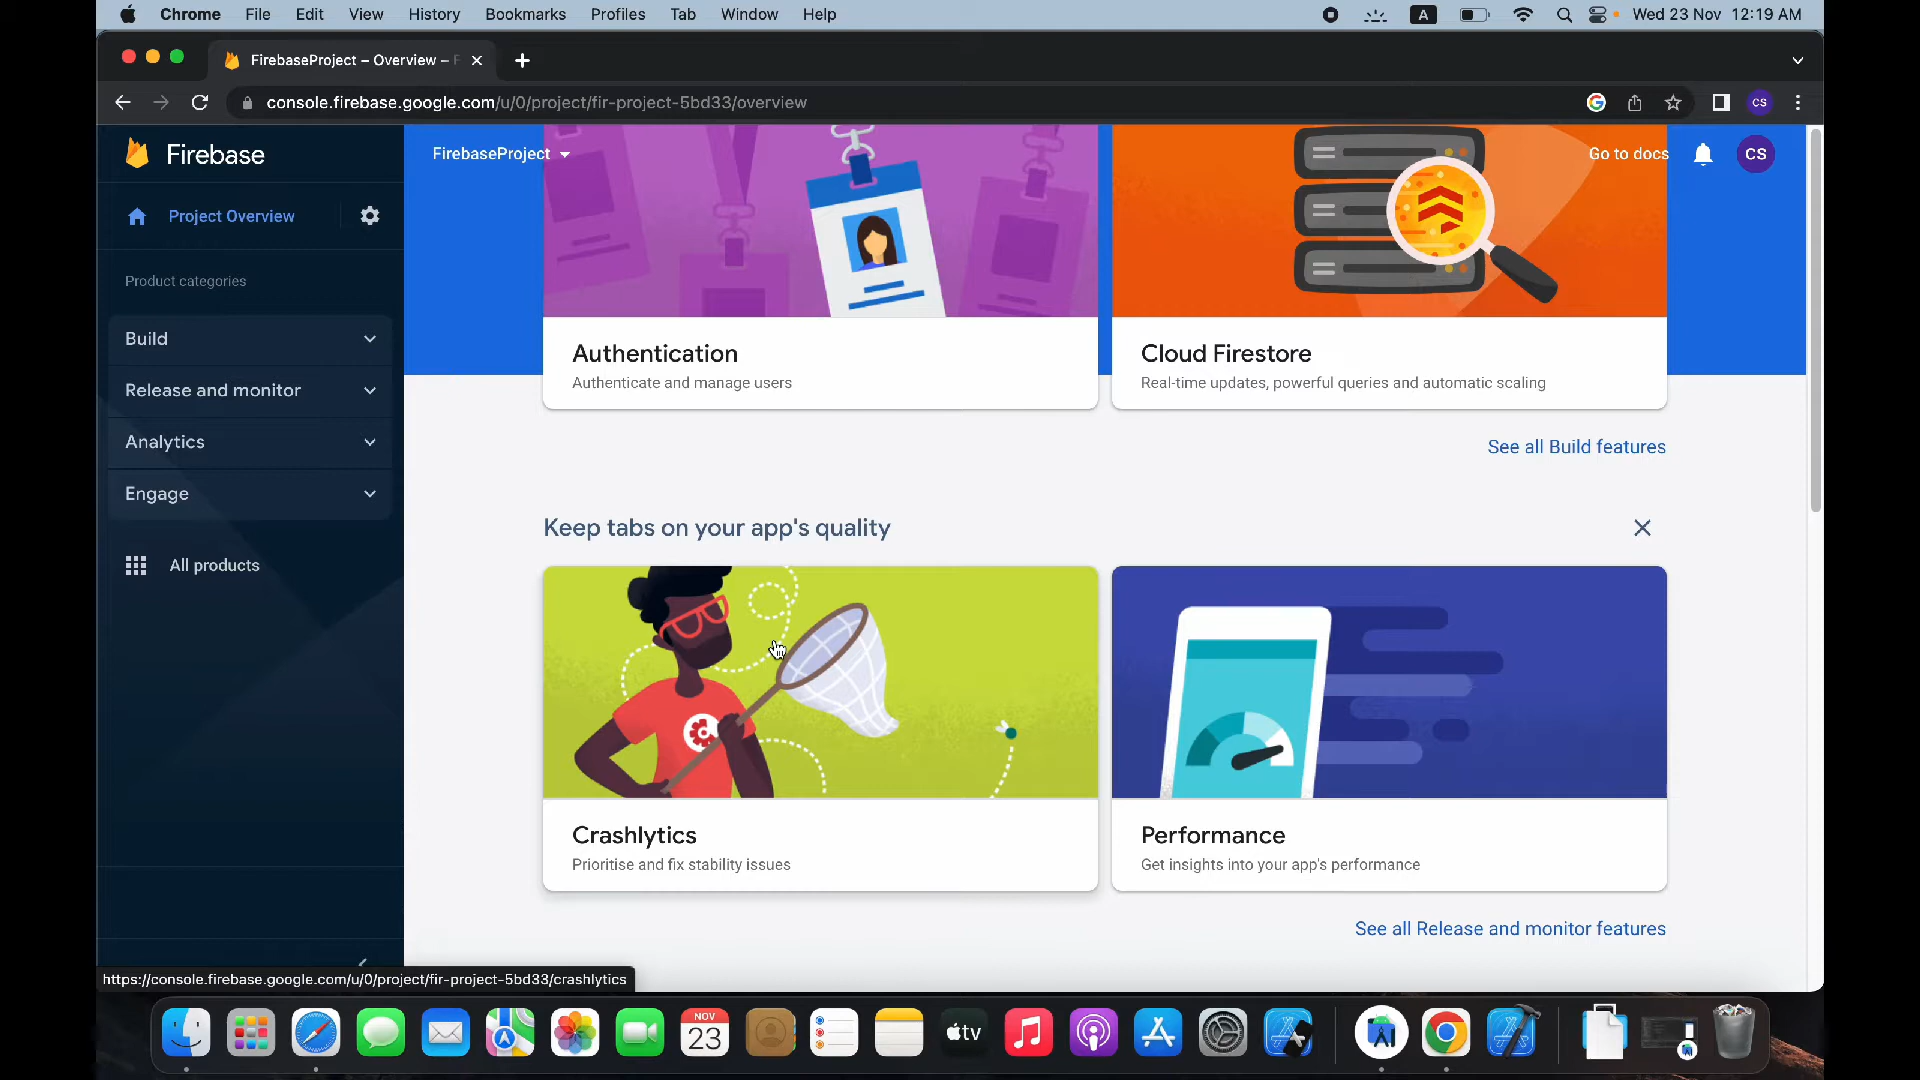 Chrome File Edit View History Bookmarks Profiles Tab Window Help A Wed 23 Nov 12:19 AM
FirebaseProject – Overview –
console.firebase.google.com/u/0/project/fir-project-5bd33/overview CS
Firebase
FirebaseProject
Go to docs
CS
Project Overview
Product categories
Build
Release and monitor
Analytics
Engage
All products
Authentication
Authenticate and manage users
Cloud Firestore
Real-time updates, powerful queries and automatic scaling
See all Build features
Keep tabs on your app's quality
Crashlytics
Prioritise and fix stability issues
Performance
Get insights into your app's performance
See all Release and monitor features
https://console.firebase.google.com/u/0/project/fir-project-5bd33/crashlytics
NOV
23
tv